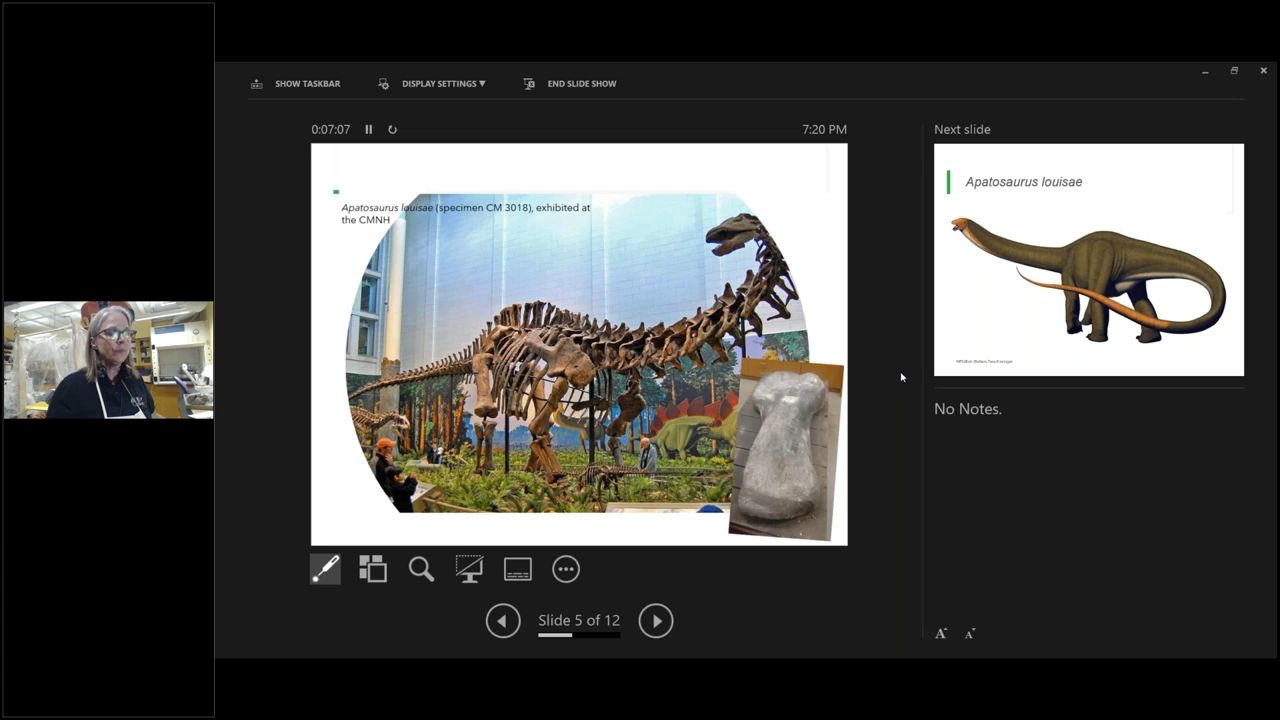 SHOW TASKBAR
DISPLAY SETTINGS ▼
END SLIDE SHOW
0:07:07
7:20 PM
Next slide
Apatosaurus louisae (specimen CM 3018), exhibited at
the CMNH
Apatosaurus louisae
No Notes.
Slide 5 of 12
A A